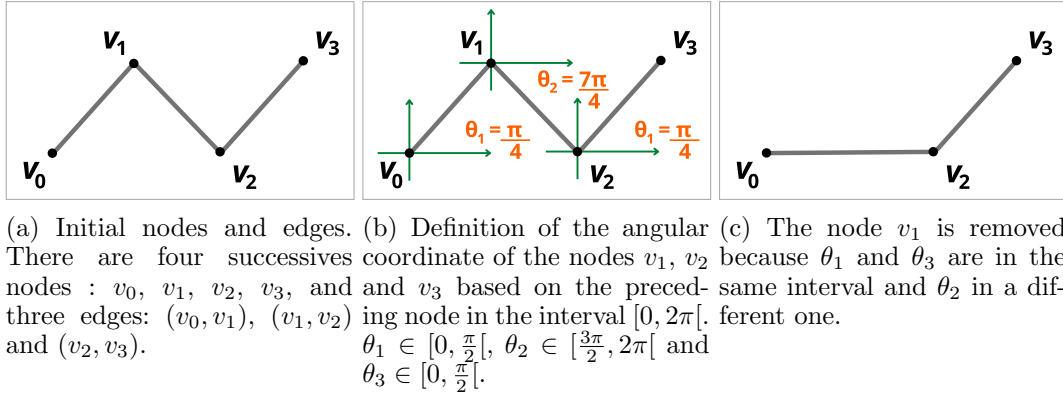 v₁
v₃
v₀
v₂
v₁
v₃
θ₂ = 7π/4
θ₁ = π/4
θ₁ = π/4
v₀
v₂
v₃
v₀
v₂
(a) Initial nodes and edges.
There are four successives
nodes : v₀, v₁, v₂, v₃, and
three edges: (v₀, v₁), (v₁, v₂)
and (v₂, v₃).
(b) Definition of the angular
coordinate of the nodes v₁, v₂
and v₃ based on the preced-
ing node in the interval [0, 2π[.
θ₁ ∈ [0, π/2[, θ₂ ∈ [3π/2, 2π[ and
θ₃ ∈ [0, π/2[.
(c) The node v₁ is removed
because θ₁ and θ₃ are in the
same interval and θ₂ in a dif-
ferent one.